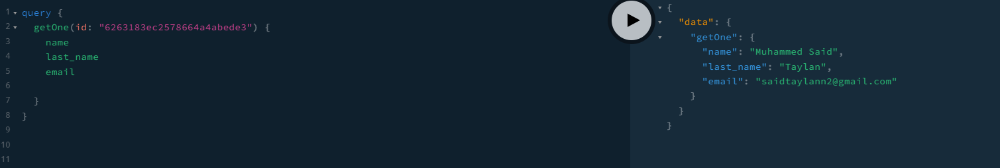 1 query {
2 getOne(id: "6263183ec2578664a4abede3") {
3 name
4 last_name
5 email
6
7 }
8 }
9
10
11
{
"data": {
"getOne": {
"name": "Muhammed Said",
"last_name": "Taylan",
"email": "saidtaylann2@gmail.com"
}
}
}